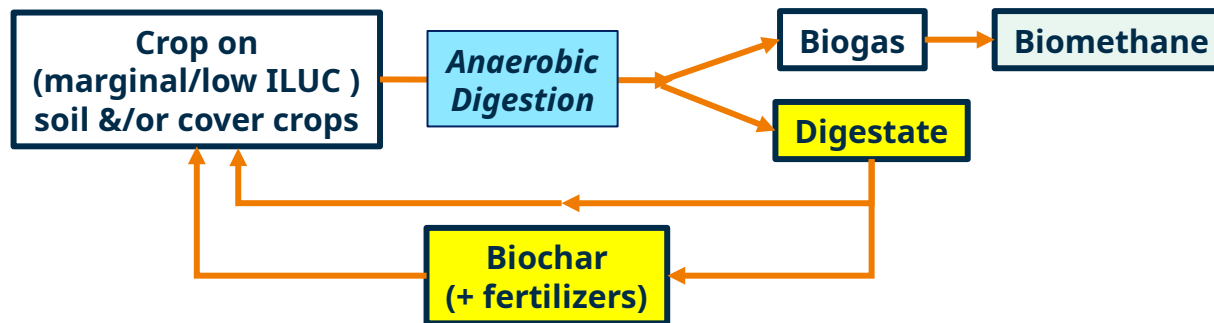 Crop on
(marginal/low ILUC )
soil &/or cover crops
Anaerobic
Digestion
Biogas
Biomethane
Digestate
Biochar
(+ fertilizers)